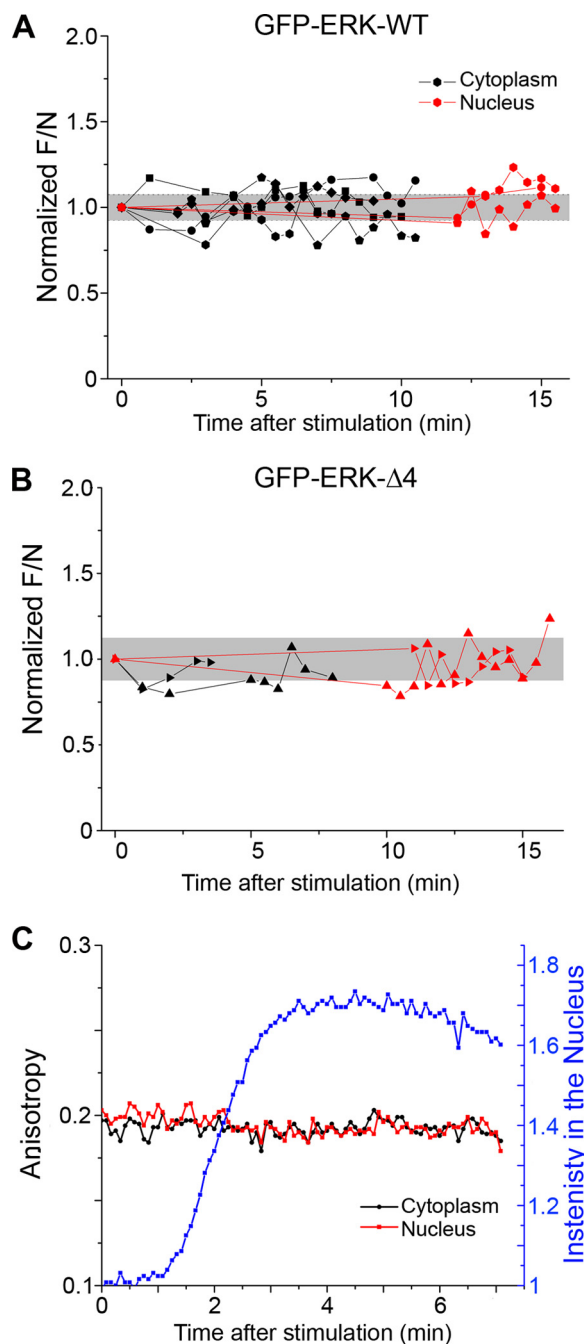 A
GFP-ERK-WT
2.0
Cytoplasm
Nucleus
1.5
1.0
0.5
0
Normalized F/N
0 5 10 15
Time after stimulation (min)
B
GFP-ERK-Δ4
2.0
1.5
1.0
0.5
0
Normalized F/N
0 5 10 15
Time after stimulation (min)
C
0.3
0.2
0.1
Anisotropy
1.8
1.6
1.4
1.2
1
Instenisty in the Nucleus
Cytoplasm
Nucleus
0 2 4 6
Time after stimulation (min)